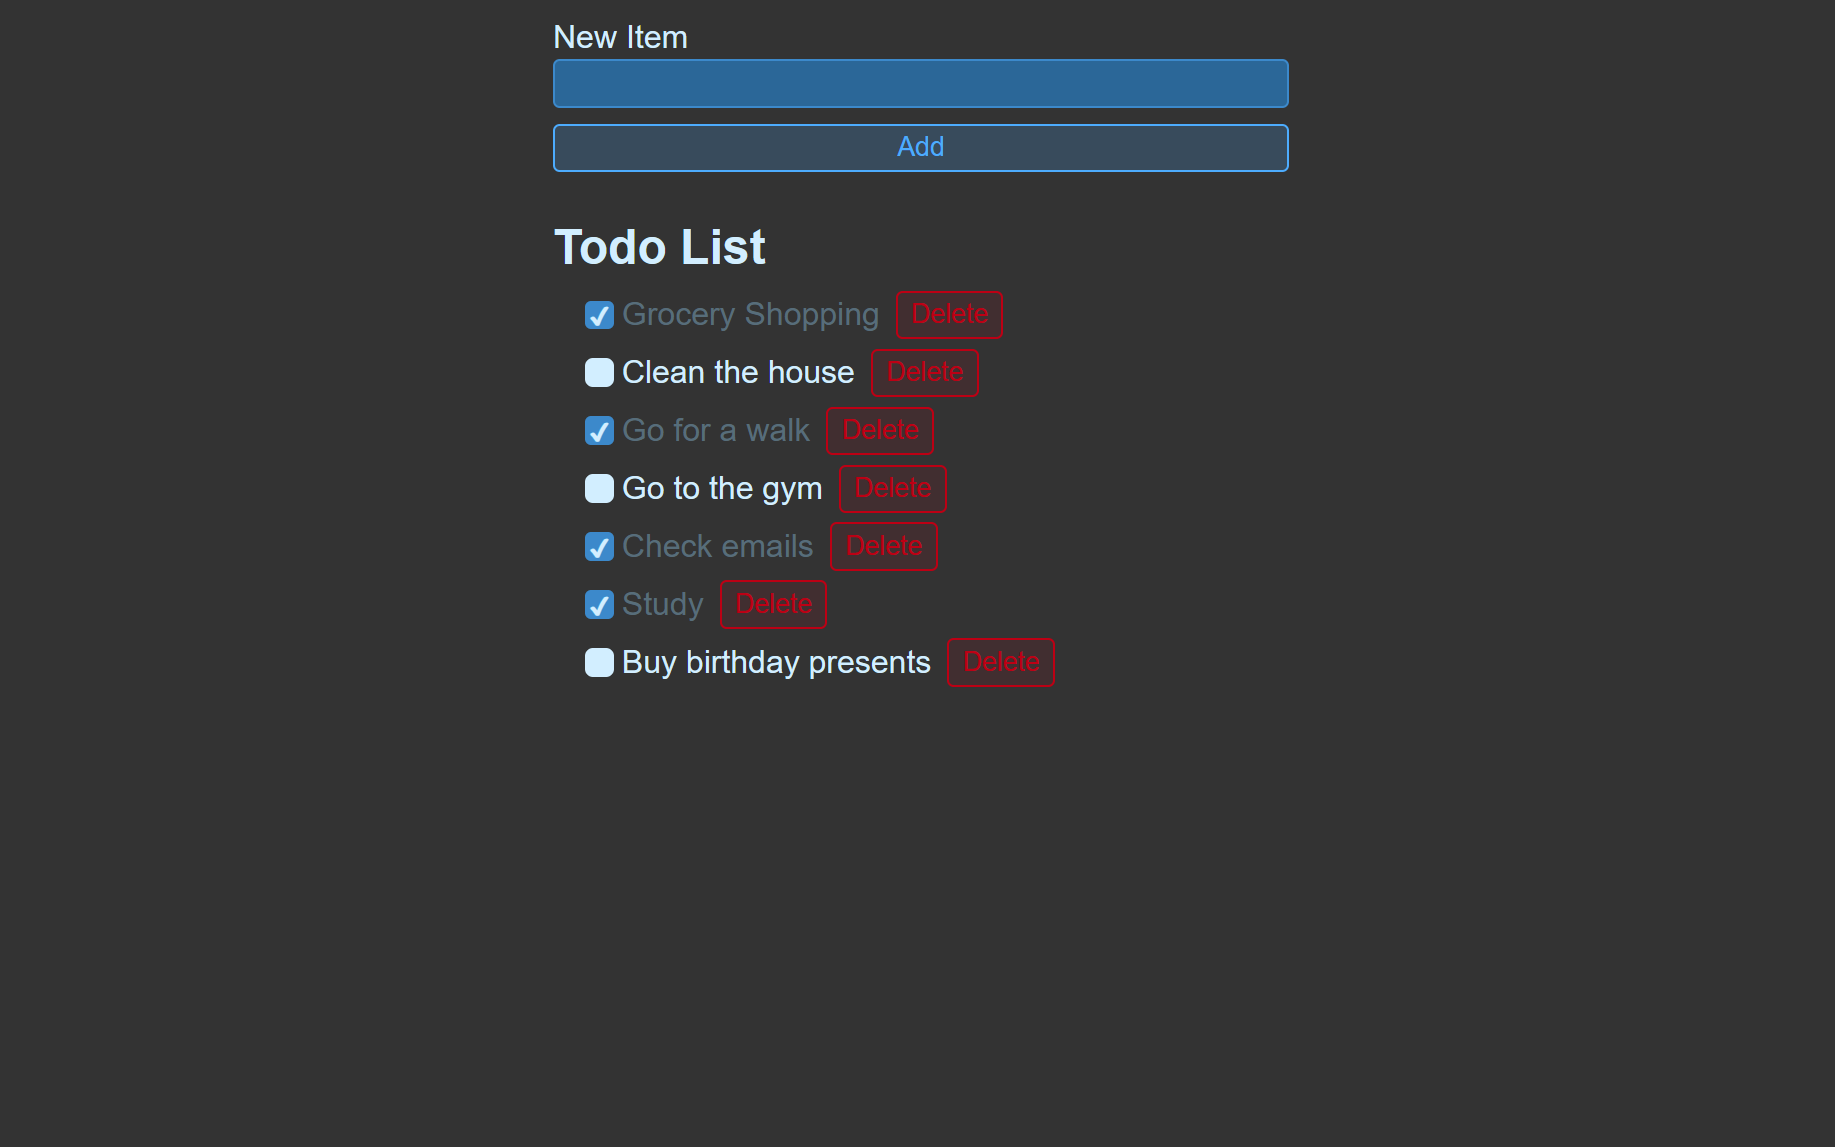 New Item
Add
Todo List
Grocery Shopping Delete
Clean the house Delete
Go for a walk Delete
Go to the gym Delete
Check emails Delete
Study Delete
Buy birthday presents Delete